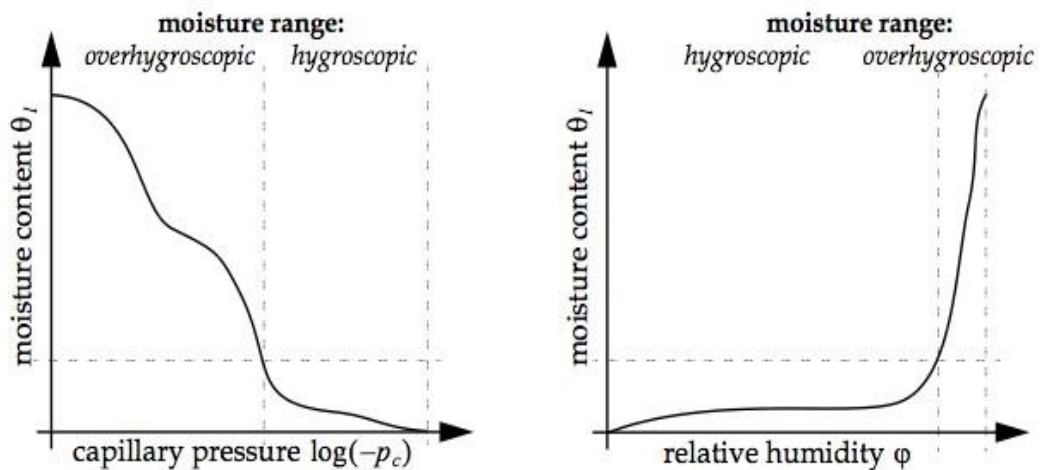 moisture range:
overhygroscopic hygroscopic
moisture content θl
capillary pressure log(−pc)
moisture range:
hygroscopic overhygroscopic
moisture content θl
relative humidity φ